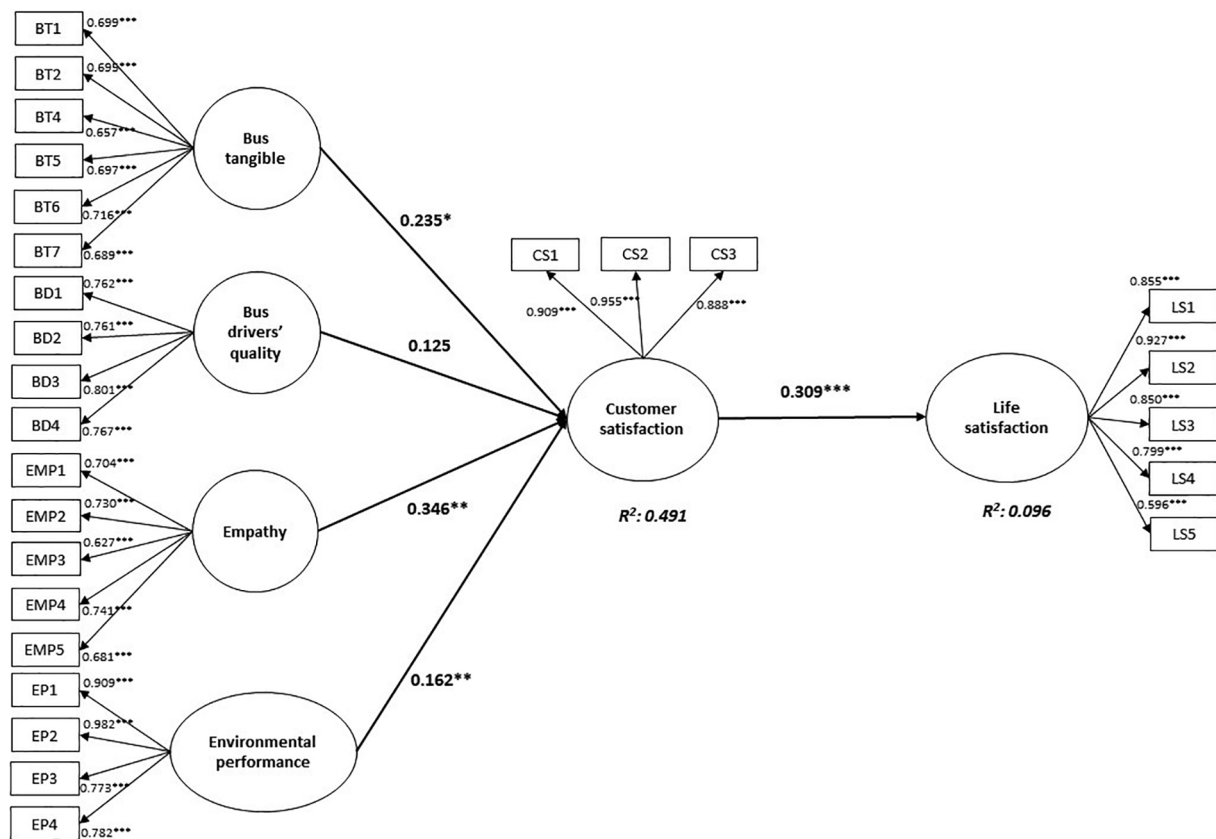 BT1
0.699***
BT2
0.699***
BT4
0.657***
BT5
0.697***
BT6
0.716***
BT7
0.689***
Bus
tangible
BD1
0.762***
BD2
0.761***
BD3
0.801***
BD4
0.767***
Bus
drivers’
quality
EMP1
0.704***
EMP2
0.730***
EMP3
0.627***
EMP4
0.741***
EMP5
0.681***
Empathy
EP1
0.909***
EP2
0.982***
EP3
0.773***
EP4
0.782***
Environmental
performance
0.235*
0.125
0.346**
0.162**
CS1 CS2 CS3
0.909*** 0.955*** 0.888***
Customer
satisfaction
R²: 0.491
0.309***
Life
satisfaction
R²: 0.096
0.855***
LS1
0.927***
LS2
0.850***
LS3
0.799***
LS4
0.596***
LS5